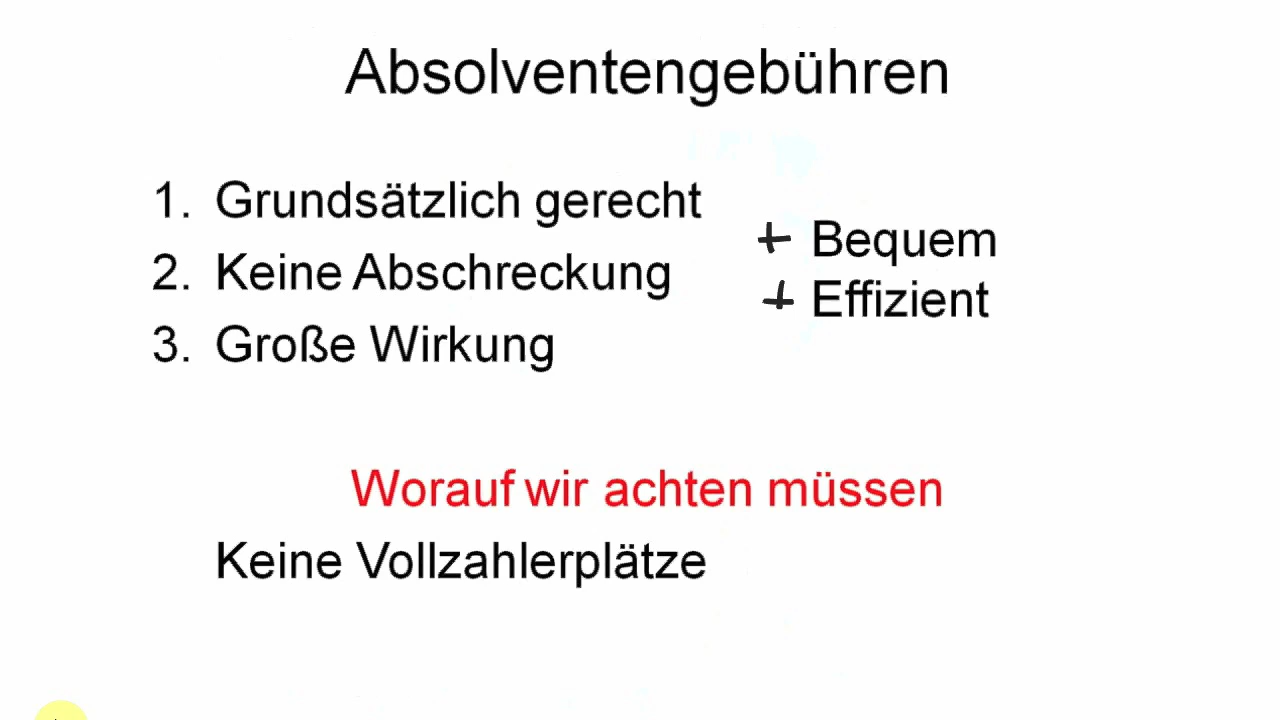 Absolventengebühren
1. Grundsätzlich gerecht
2. Keine Abschreckung
3. Große Wirkung
+ Bequem
+ Effizient
Worauf wir achten müssen
Keine Vollzahlerplätze